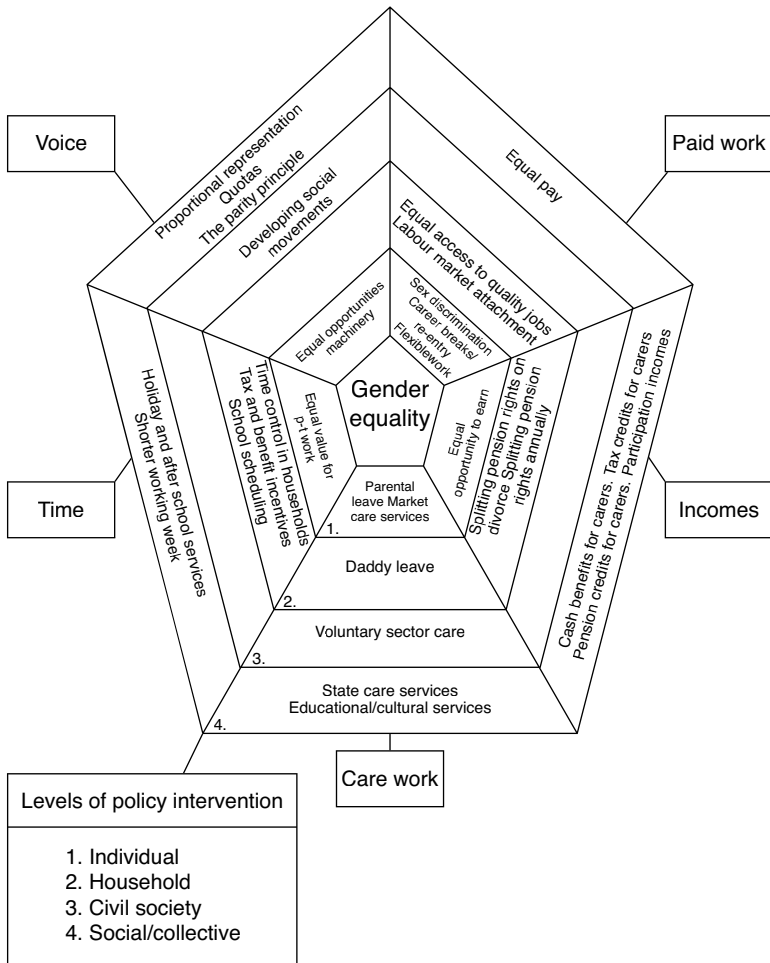 Voice
Paid work
Proportional representation
Quotas
The parity principle
Developing social
movements
Equal opportunities
machinery
Equal pay
Equal access to quality jobs
Labour market attachment
Sex discrimination
Career breaks/
re-entry
Flexiblework
Gender
equality
Holiday and after school services
Shorter working week
Time control in households
Tax and benefit incentives
School scheduling
Equal value for
p-t work
Equal
opportunity to earn
Splitting pension rights on
divorce Splitting pension
rights annually
Cash benefits for carers. Tax credits for carers
Pension credits for carers. Participation incomes
Time
Incomes
Parental
leave Market
care services
1.
Daddy leave
2.
Voluntary sector care
3.
State care services
Educational/cultural services
4.
Care work
Levels of policy intervention
1. Individual
2. Household
3. Civil society
4. Social/collective